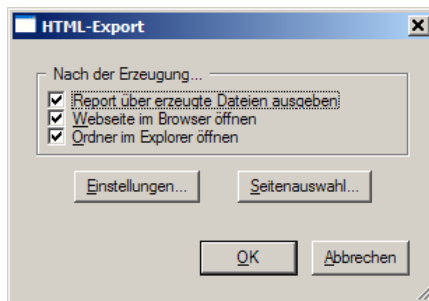 HTML-Export
Nach der Erzeugung...
Report über erzeugte Dateien ausgeben
Webseite im Browser öffnen
Ordner im Explorer öffnen
Einstellungen... Seitenauswahl...
OK Abbrechen